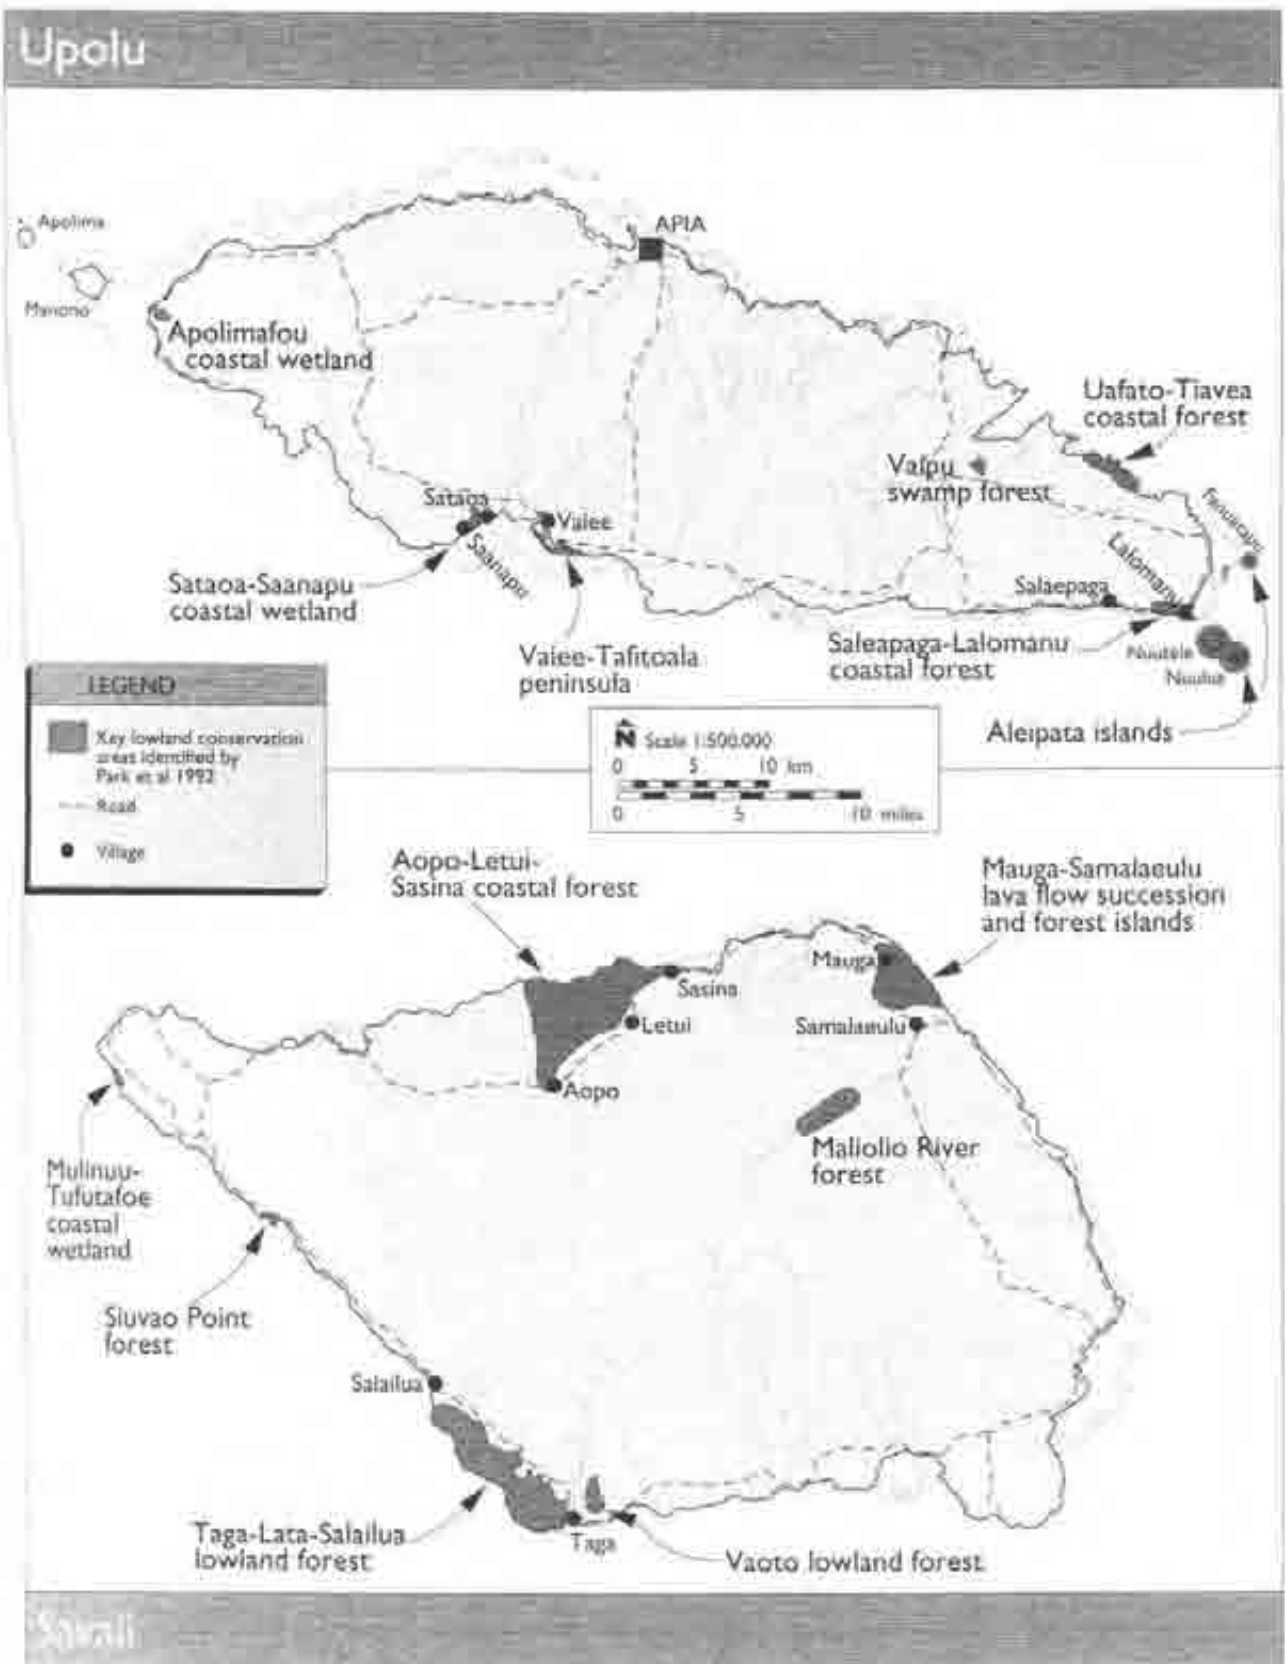 Upolu
Apolima
Manono
APIA
Apolimafou
coastal wetland
Uafato-Tiavea
coastal forest
Vaipu
swamp forest
Sataoa
Saanapu
Vaiee
Sataoa-Saanapu
coastal wetland
Vaiee-Tafitoala
peninsula
Salaepaga
Lalomanu
Saleapaga-Lalomanu
coastal forest
Nuutele
Nuulua
Aleipata islands
LEGEND
Key lowland conservation
areas identified by
Park et al 1992
Road
Village
N Scale 1:500.000
0 5 10 km
0 5 10 miles
Aopo-Letui-
Sasina coastal forest
Mauga-Samalaeulu
lava flow succession
and forest islands
Mauga
Sasina
Letui
Samalaeulu
Aopo
Maliolio River
forest
Mulinuu-
Tufutafoe
coastal
wetland
Siuvao Point
forest
Salailua
Taga-Lata-Salailua
lowland forest
Taga
Vaoto lowland forest
Savaii